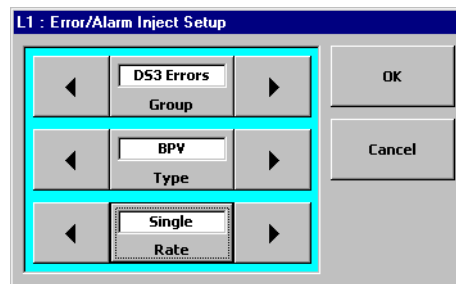 L1 : Error/Alarm Inject Setup
DS3 Errors
Group
OK
BPV
Type
Cancel
Single
Rate